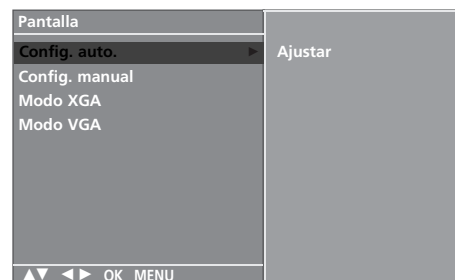 Pantalla
Config. auto. ▶ Ajustar
Config. manual
Modo XGA
Modo VGA
▲▼ ◀▶ OK MENU